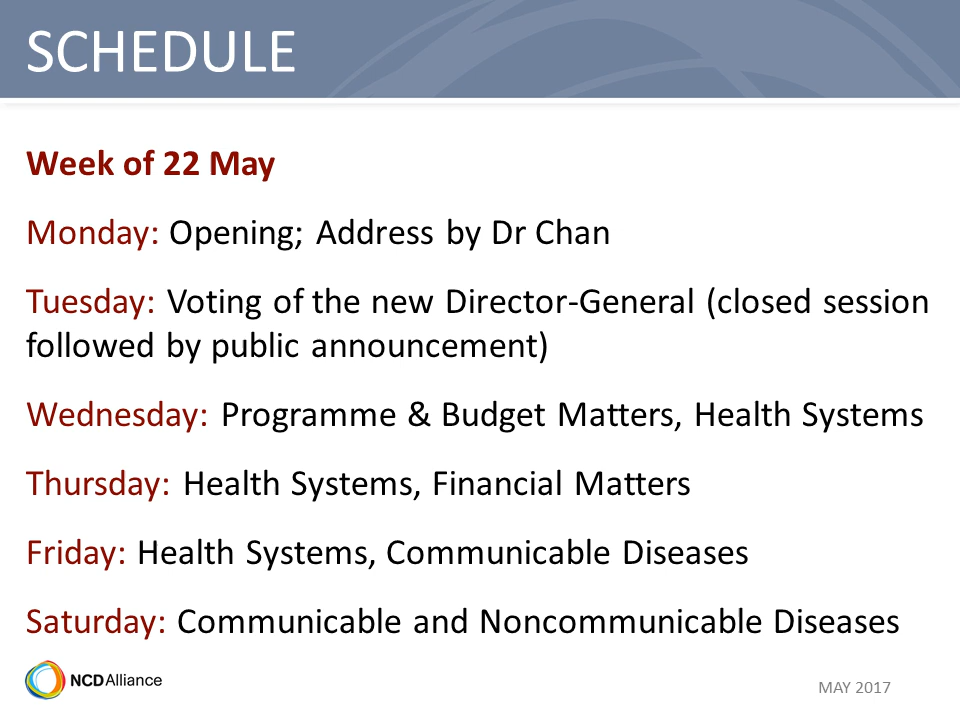 SCHEDULE
Week of 22 May
Monday: Opening; Address by Dr Chan
Tuesday: Voting of the new Director-General (closed session
followed by public announcement)
Wednesday: Programme & Budget Matters, Health Systems
Thursday: Health Systems, Financial Matters
Friday: Health Systems, Communicable Diseases
Saturday: Communicable and Noncommunicable Diseases
NCDAlliance
MAY 2017